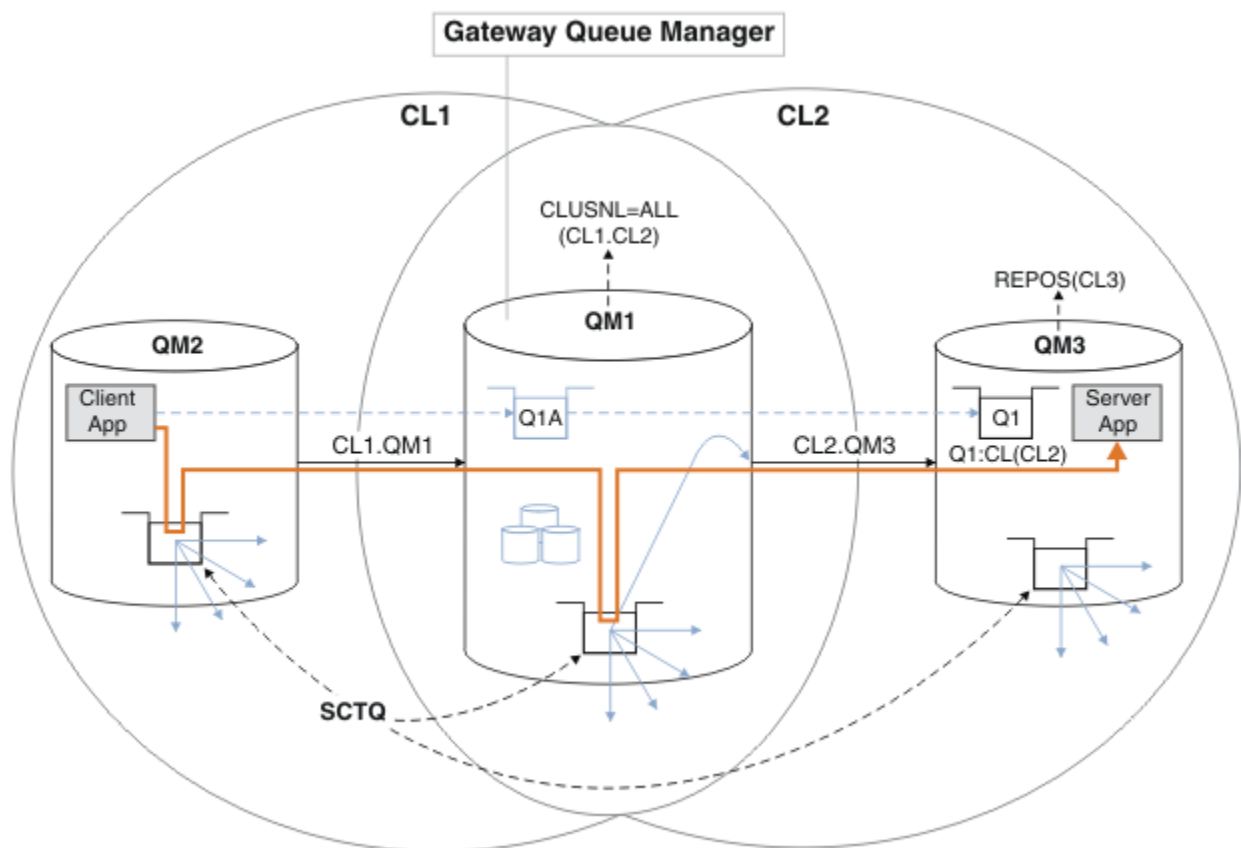 Gateway Queue Manager
CL1
CL2
CLUSNL=ALL
(CL1.CL2)
REPOS(CL3)
QM2
QM1
QM3
Client
App
Q1A
Q1
Server
App
CL1.QM1
CL2.QM3
Q1:CL(CL2)
SCTQ